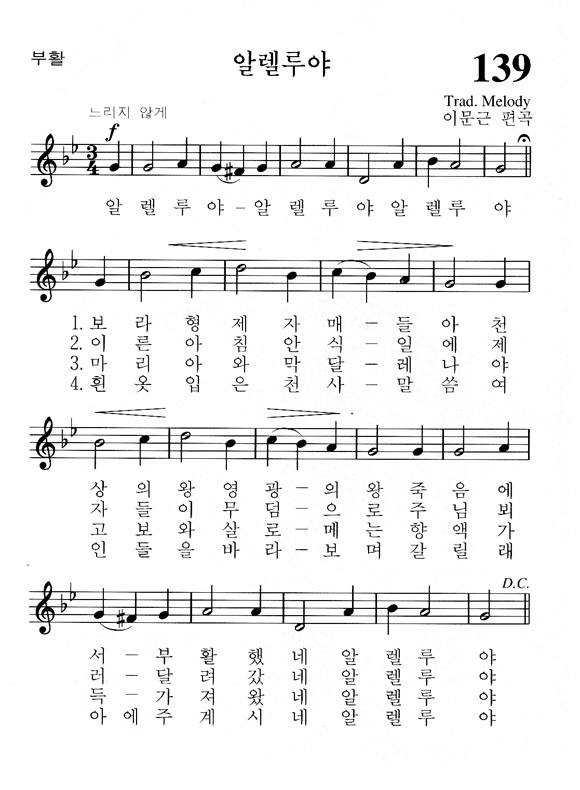 부활
알렐루야
139
Trad. Melody
느리지 않게
이문근 편곡
f
3
4
알 렐 루 야 – 알 렐 루 야 알 렐 루 야
1. 보 라 형 제 자 매 – 들 아 천
2. 이 른 아 침 안 식 – 일 에 제
3. 마 리 아 와 막 달 – 레 나 야
4. 흰 옷 입 은 천 사 – 말 씀 여
상 의 왕 영 광 – 의 왕 죽 음 에
자 들 이 무 덤 – 으 로 주 님 뵈
고 보 와 살 로 – 메 는 향 액 가
인 들 을 바 라 – 보 며 갈 릴 래
D.C.
서 – 부 활 했 네 알 렐 루 야
러 – 달 려 갔 네 알 렐 루 야
득 – 가 져 왔 네 알 렐 루 야
아 에 주 계 시 네 알 렐 루 야